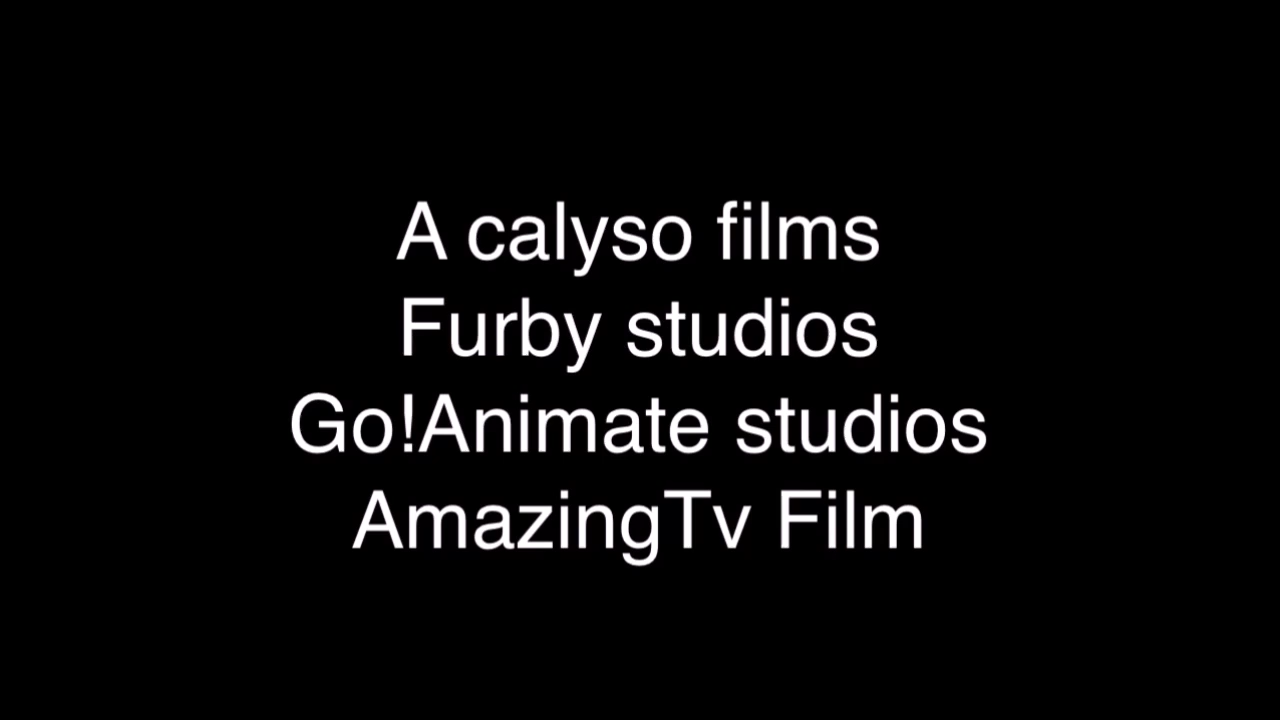 A calyso films
Furby studios
Go!Animate studios
AmazingTv Film